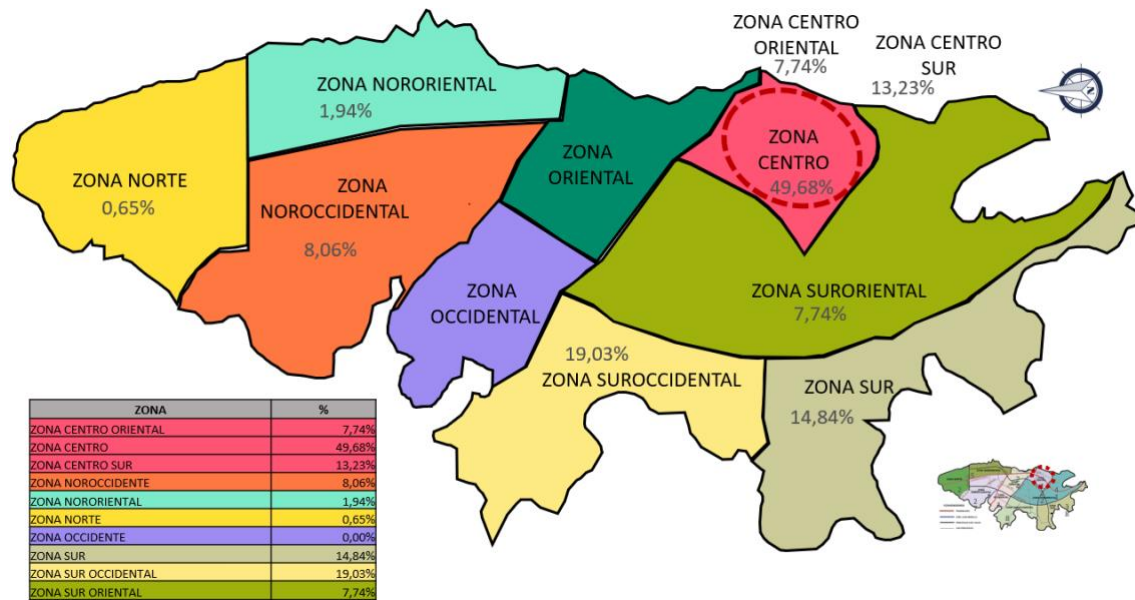 ZONA CENTRO
ORIENTAL
7,74%
ZONA CENTRO
SUR
13,23%
ZONA NORORIENTAL
1,94%
N
ZONA
CENTRO
49,68%
ZONA
ORIENTAL
ZONA NORTE
0,65%
ZONA
NOROCCIDENTAL
8,06%
ZONA
OCCIDENTAL
ZONA SURORIENTAL
7,74%
19,03%
ZONA SUROCCIDENTAL
ZONA SUR
14,84%
ZONA %
ZONA CENTRO ORIENTAL 7,74%
ZONA CENTRO 49,68%
ZONA CENTRO SUR 13,23%
ZONA NOROCCIDENTE 8,06%
ZONA NORORIENTAL 1,94%
ZONA NORTE 0,65%
ZONA OCCIDENTE 0,00%
ZONA SUR 14,84%
ZONA SUR OCCIDENTAL 19,03%
ZONA SUR ORIENTAL 7,74%